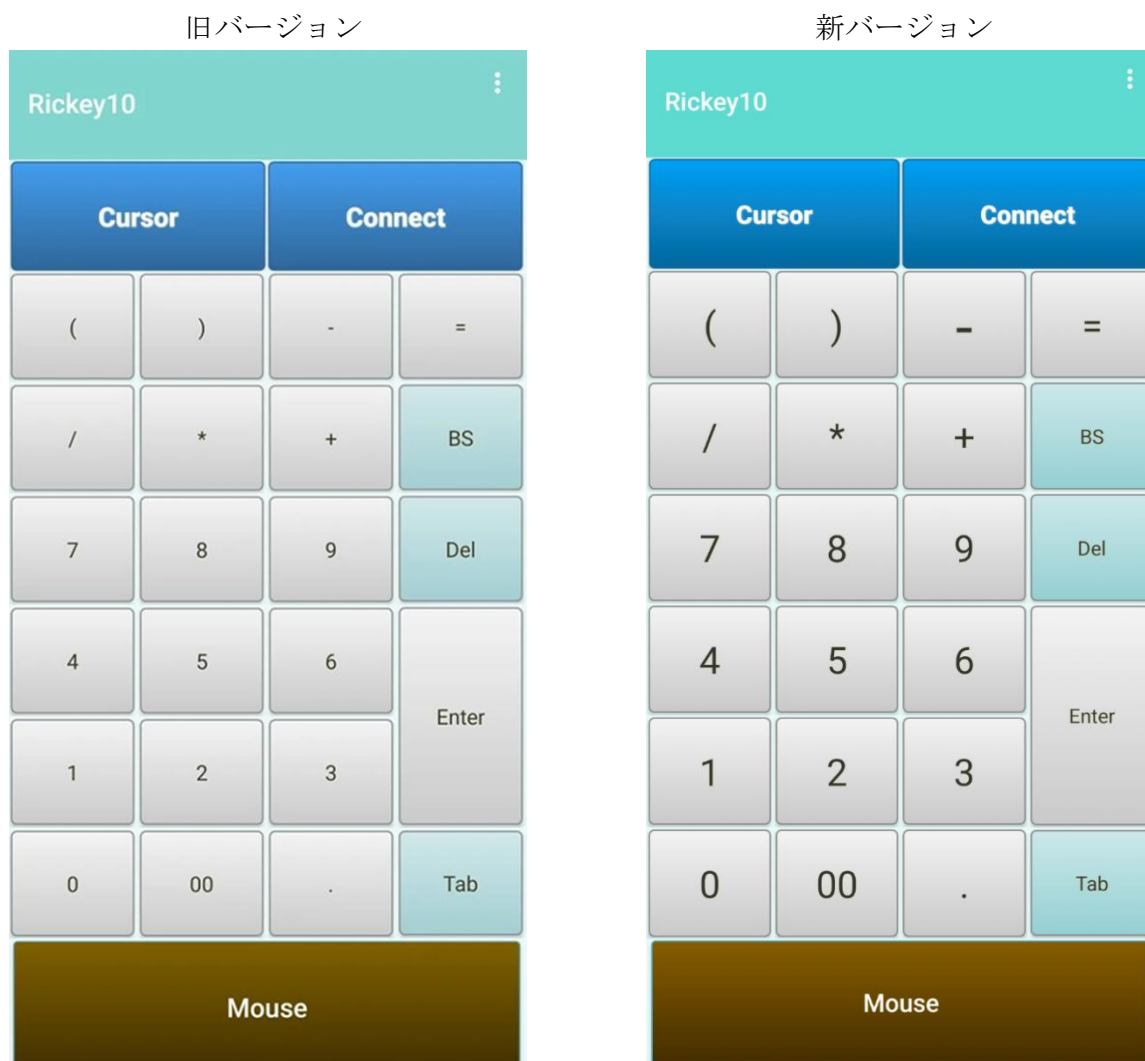 旧バージョン
Rickey10
Cursor Connect
( ) - =
/ * + BS
7 8 9 Del
4 5 6
Enter
1 2 3
0 00 . Tab
Mouse
新バージョン
Rickey10
Cursor Connect
( ) - =
/ * + BS
7 8 9 Del
4 5 6
Enter
1 2 3
0 00 . Tab
Mouse